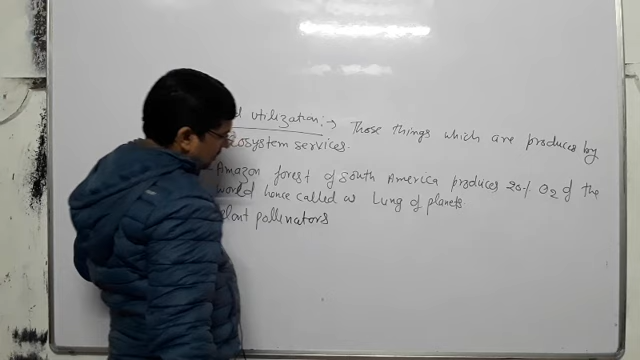 utilization :→ Those things which are produces by
Ecosystem services.
Amazon forest of south America produces 20% O2 of the
world hence called as Lung of planets.
plant pollinators